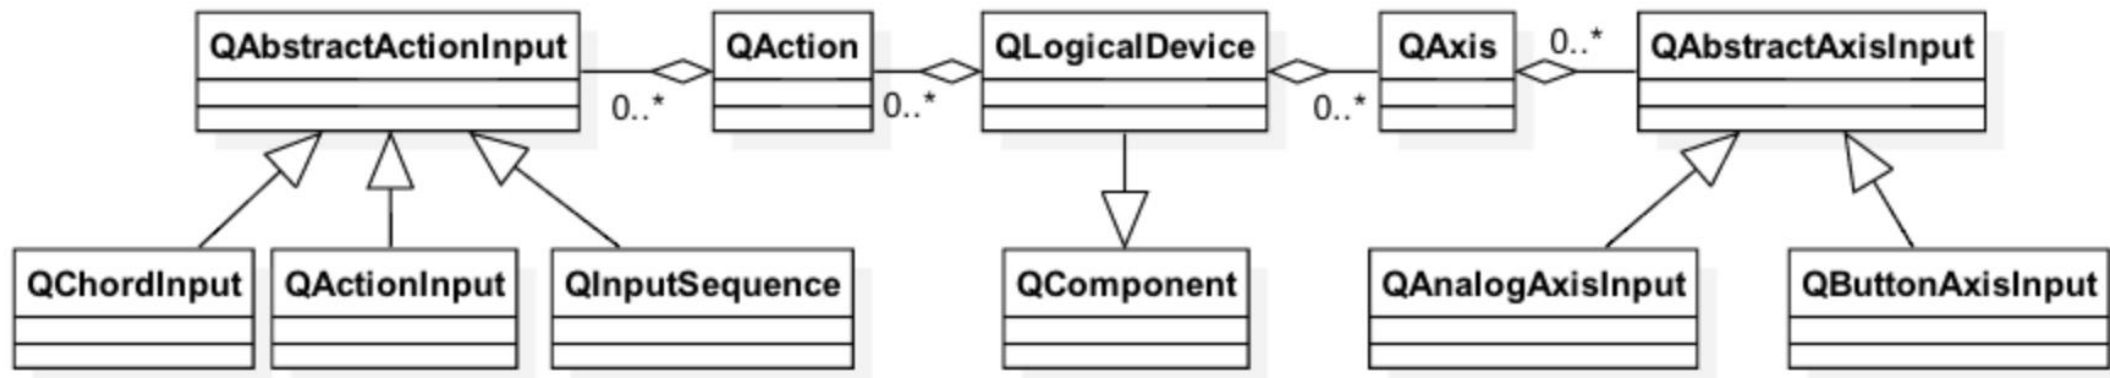 QAbstractActionInput
QAction
QLogicalDevice
QAxis
0..*
QAbstractAxisInput
0..*
0..*
0..*
QChordInput
QActionInput
QInputSequence
QComponent
QAnalogAxisInput
QButtonAxisInput